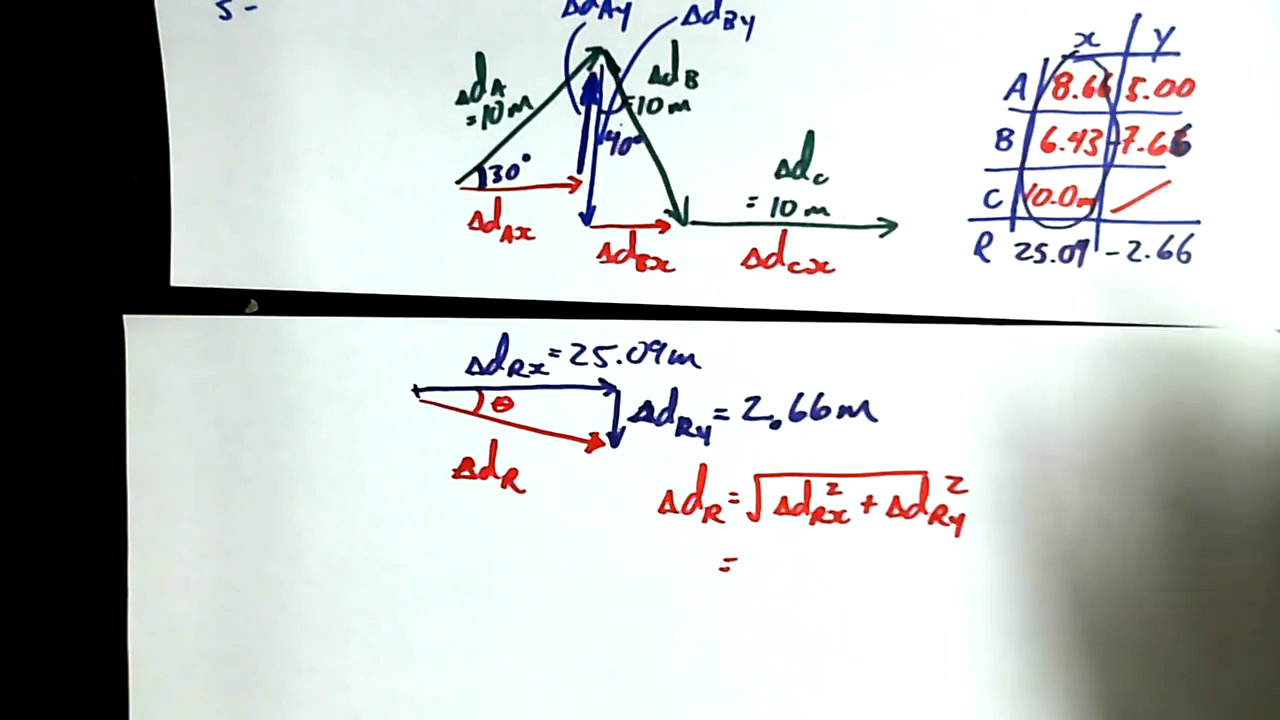 5-
ΔdAy
ΔdBy
ΔdA
=10m
ΔdB
=10m
30°
40°
ΔdC
= 10 m
ΔdAx
ΔdBx
ΔdCx
x y
A 8.66 5.00
B 6.43 -7.66
C 10.0m
R 25.09 -2.66
ΔdRx = 25.09m
θ
ΔdRy = 2.66m
ΔdR
ΔdR = √ΔdRx² + ΔdRy²
=